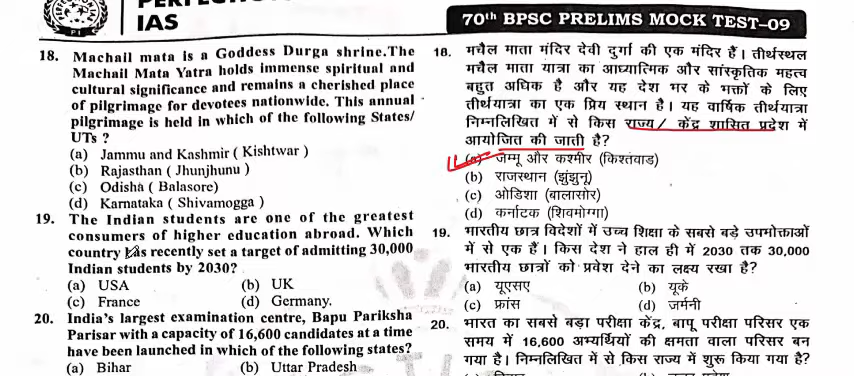 IAS
70th BPSC PRELIMS MOCK TEST–09
18. Machail mata is a Goddess Durga shrine.The
Machail Mata Yatra holds immense spiritual and
cultural significance and remains a cherished place
of pilgrimage for devotees nationwide. This annual
pilgrimage is held in which of the following States/
UTs ?
(a) Jammu and Kashmir ( Kishtwar )
(b) Rajasthan ( Jhunjhunu )
(c) Odisha ( Balasore)
(d) Karnataka ( Shivamogga )
19. The Indian students are one of the greatest
consumers of higher education abroad. Which
country has recently set a target of admitting 30,000
Indian students by 2030?
(a) USA (b) UK
(c) France (d) Germany.
20. India's largest examination centre, Bapu Pariksha
Parisar with a capacity of 16,600 candidates at a time
have been launched in which of the following states?
(a) Bihar (b) Uttar Pradesh
18. मचैल माता मंदिर देवी दुर्गा की एक मंदिर हैं। तीर्थस्थल
मचैल माता यात्रा का आध्यात्मिक और सांस्कृतिक महत्व
बहुत अधिक है और यह देश भर के भक्तों के लिए
तीर्थयात्रा का एक प्रिय स्थान है। यह वार्षिक तीर्थयात्रा
निम्नलिखित में से किस राज्य/ केंद्र शासित प्रदेश में
आयोजित की जाती है?
(a) जम्मू और कश्मीर (किश्तवाड)
(b) राजस्थान (झुंझुनू)
(c) ओडिशा (बालासोर)
(d) कर्नाटक (शिवमोग्गा)
19. भारतीय छात्र विदेशों में उच्च शिक्षा के सबसे बड़े उपभोक्ताओं
में से एक हैं। किस देश ने हाल ही में 2030 तक 30,000
भारतीय छात्रों को प्रवेश देने का लक्ष्य रखा है?
(a) यूएसए (b) यूके
(c) फ्रांस (d) जर्मनी
20. भारत का सबसे बड़ा परीक्षा केंद्र, बापू परीक्षा परिसर एक
समय में 16,600 अभ्यर्थियों की क्षमता वाला परिसर बन
गया है। निम्नलिखित में से किस राज्य में शुरू किया गया है?